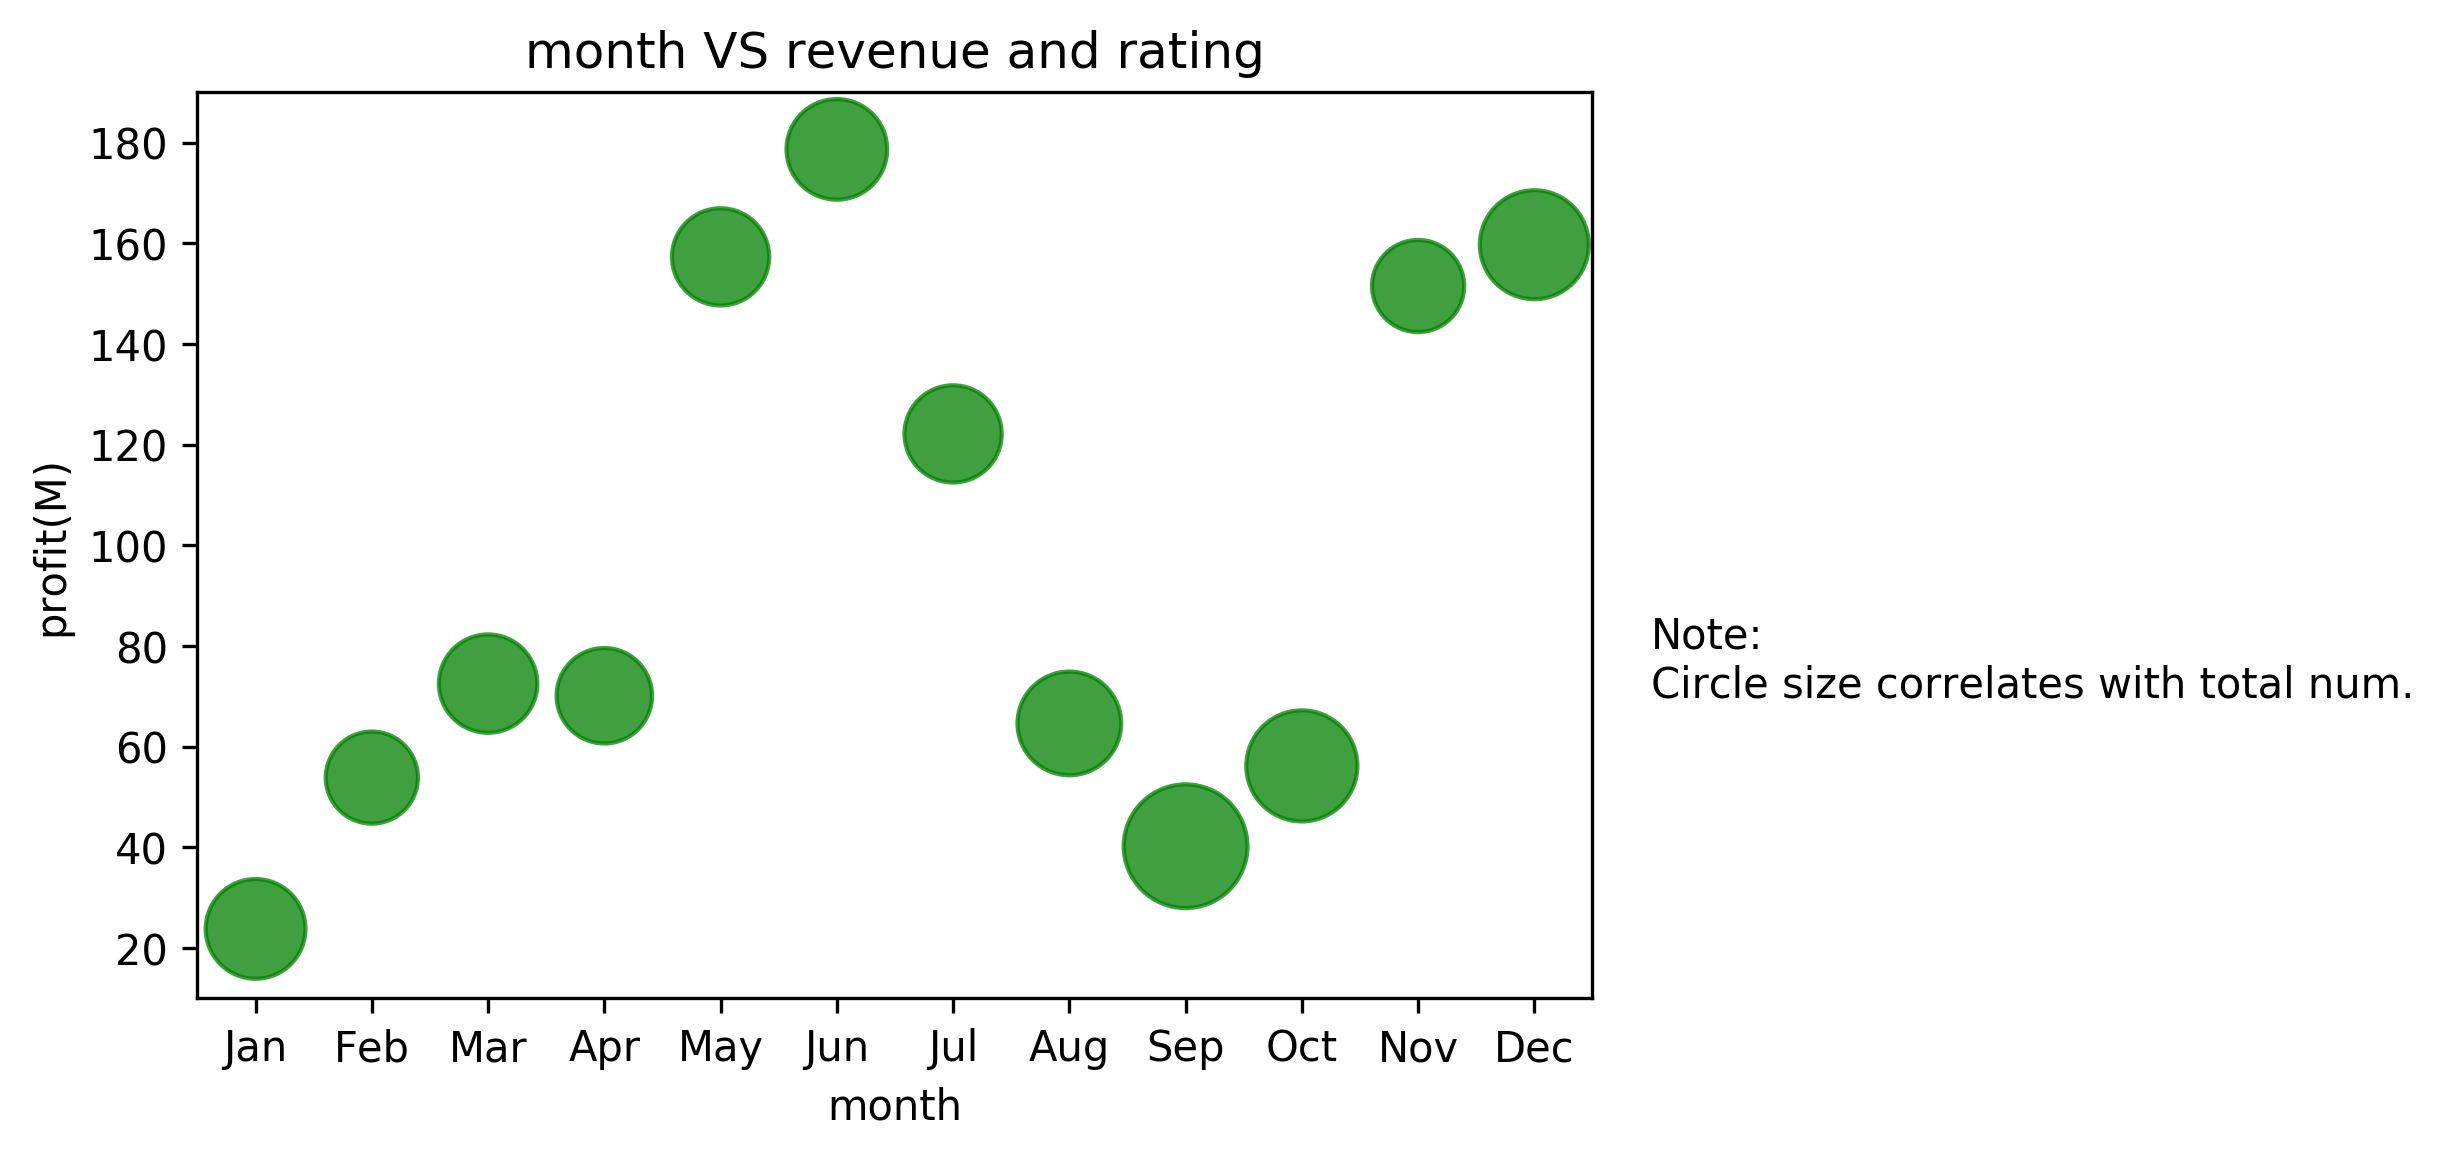 month VS revenue and rating
profit(M)
180
160
140
120
100
80
60
40
20
Jan Feb Mar Apr May Jun Jul Aug Sep Oct Nov Dec
month
Note:
Circle size correlates with total num.